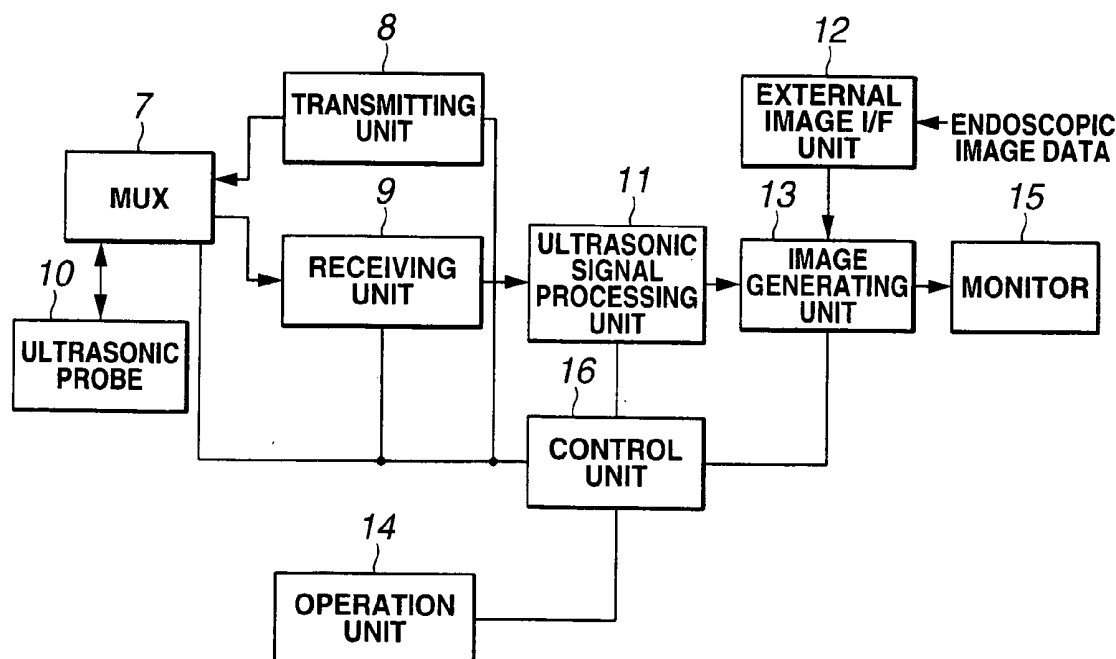 8
TRANSMITTING
UNIT
12
EXTERNAL
IMAGE I/F
UNIT
ENDOSCOPIC
IMAGE DATA
7
MUX
9
RECEIVING
UNIT
11
ULTRASONIC
SIGNAL
PROCESSING
UNIT
13
IMAGE
GENERATING
UNIT
15
MONITOR
10
ULTRASONIC
PROBE
16
CONTROL
UNIT
14
OPERATION
UNIT